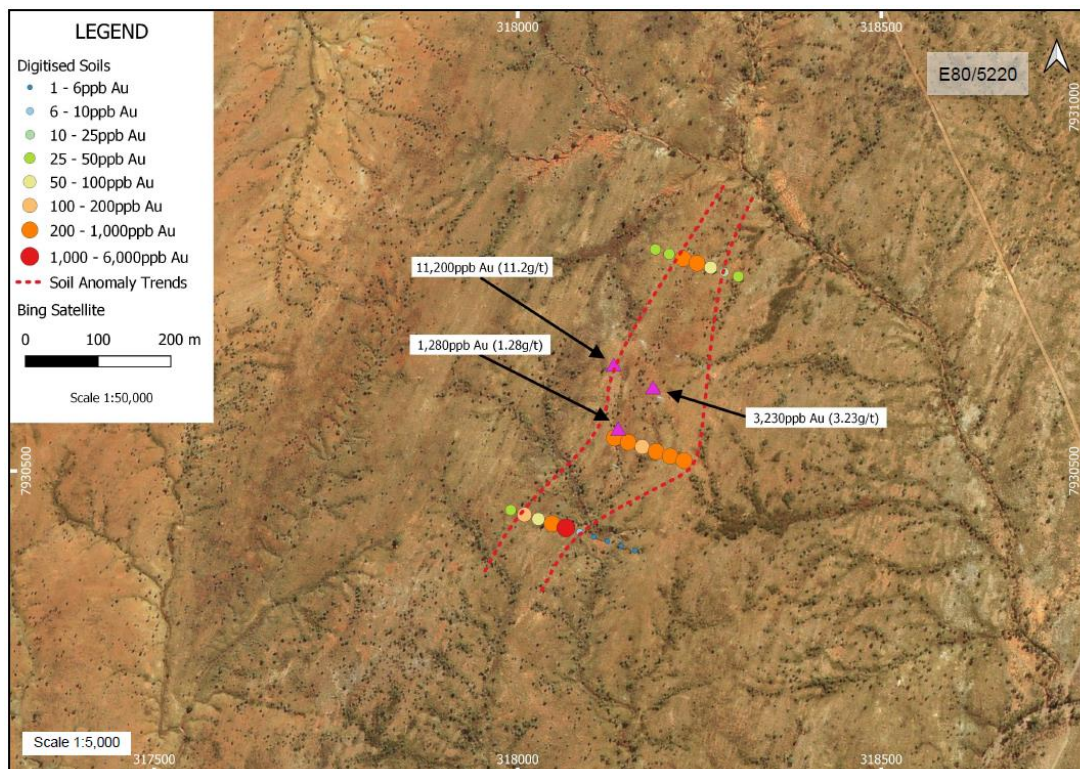 LEGEND
Digitised Soils
1 - 6ppb Au
6 - 10ppb Au
10 - 25ppb Au
25 - 50ppb Au
50 - 100ppb Au
100 - 200ppb Au
200 - 1,000ppb Au
1,000 - 6,000ppb Au
Soil Anomaly Trends
Bing Satellite
0 100 200 m
Scale 1:50,000
318000
318500
E80/5220
7931000
11,200ppb Au (11.2g/t)
1,280ppb Au (1.28g/t)
3,230ppb Au (3.23g/t)
7930500
7930500
Scale 1:5,000
317500
318000
318500